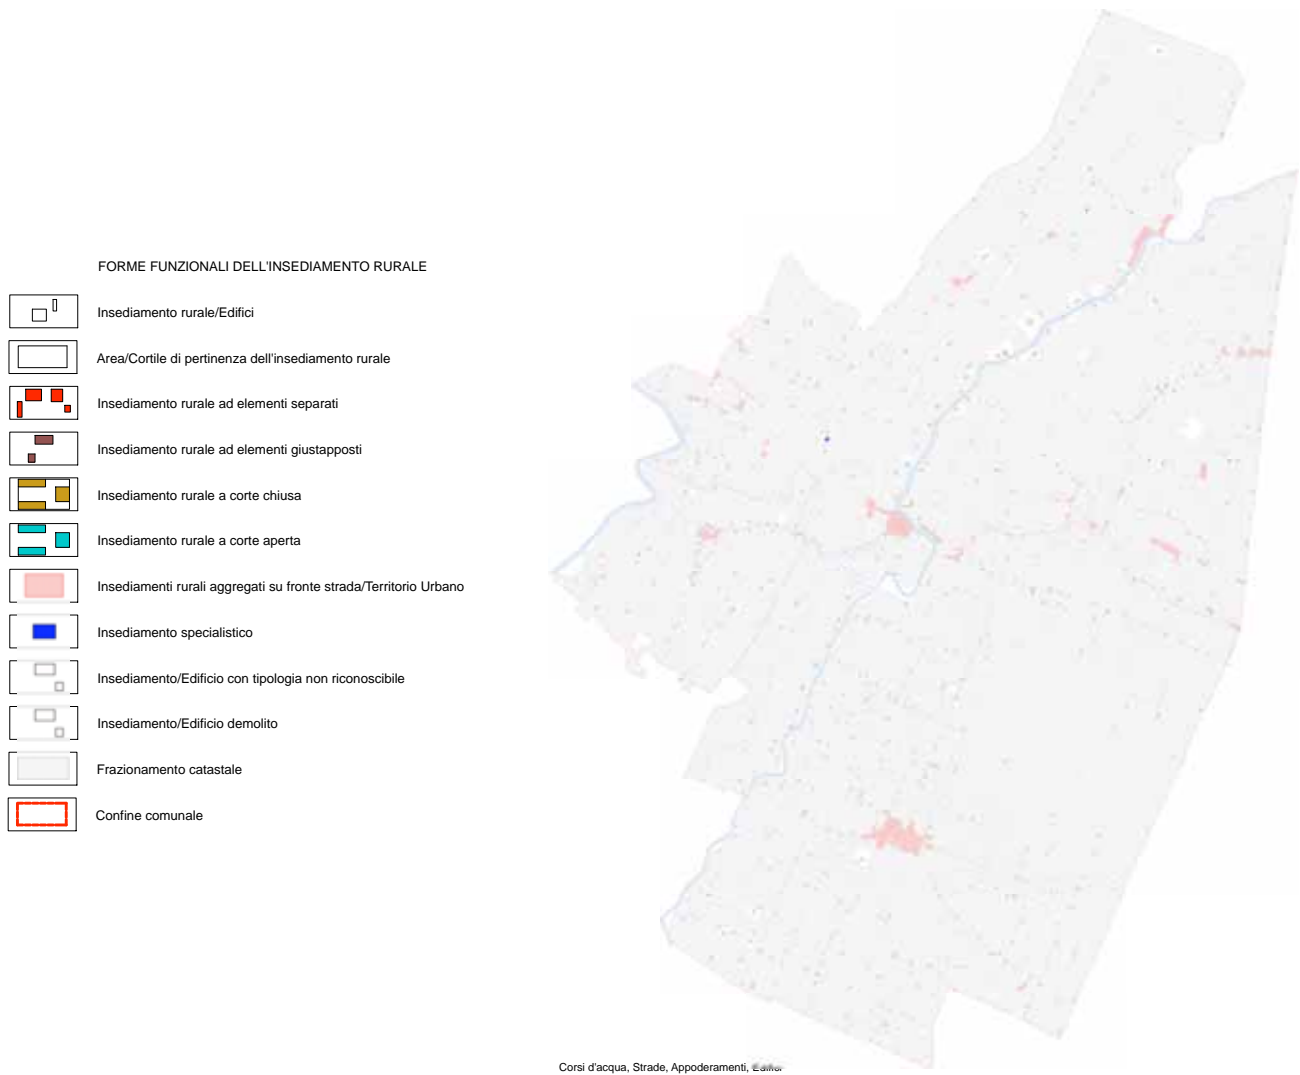 FORME FUNZIONALI DELL'INSEDIAMENTO RURALE
Insediamento rurale/Edifici
Area/Cortile di pertinenza dell'insediamento rurale
Insediamento rurale ad elementi separati
Insediamento rurale ad elementi giustapposti
Insediamento rurale a corte chiusa
Insediamento rurale a corte aperta
Insediamenti rurali aggregati su fronte strada/Territorio Urbano
Insediamento specialistico
Insediamento/Edificio con tipologia non riconoscibile
Insediamento/Edificio demolito
Frazionamento catastale
Confine comunale
Corsi d'acqua, Strade, Appoderamenti,